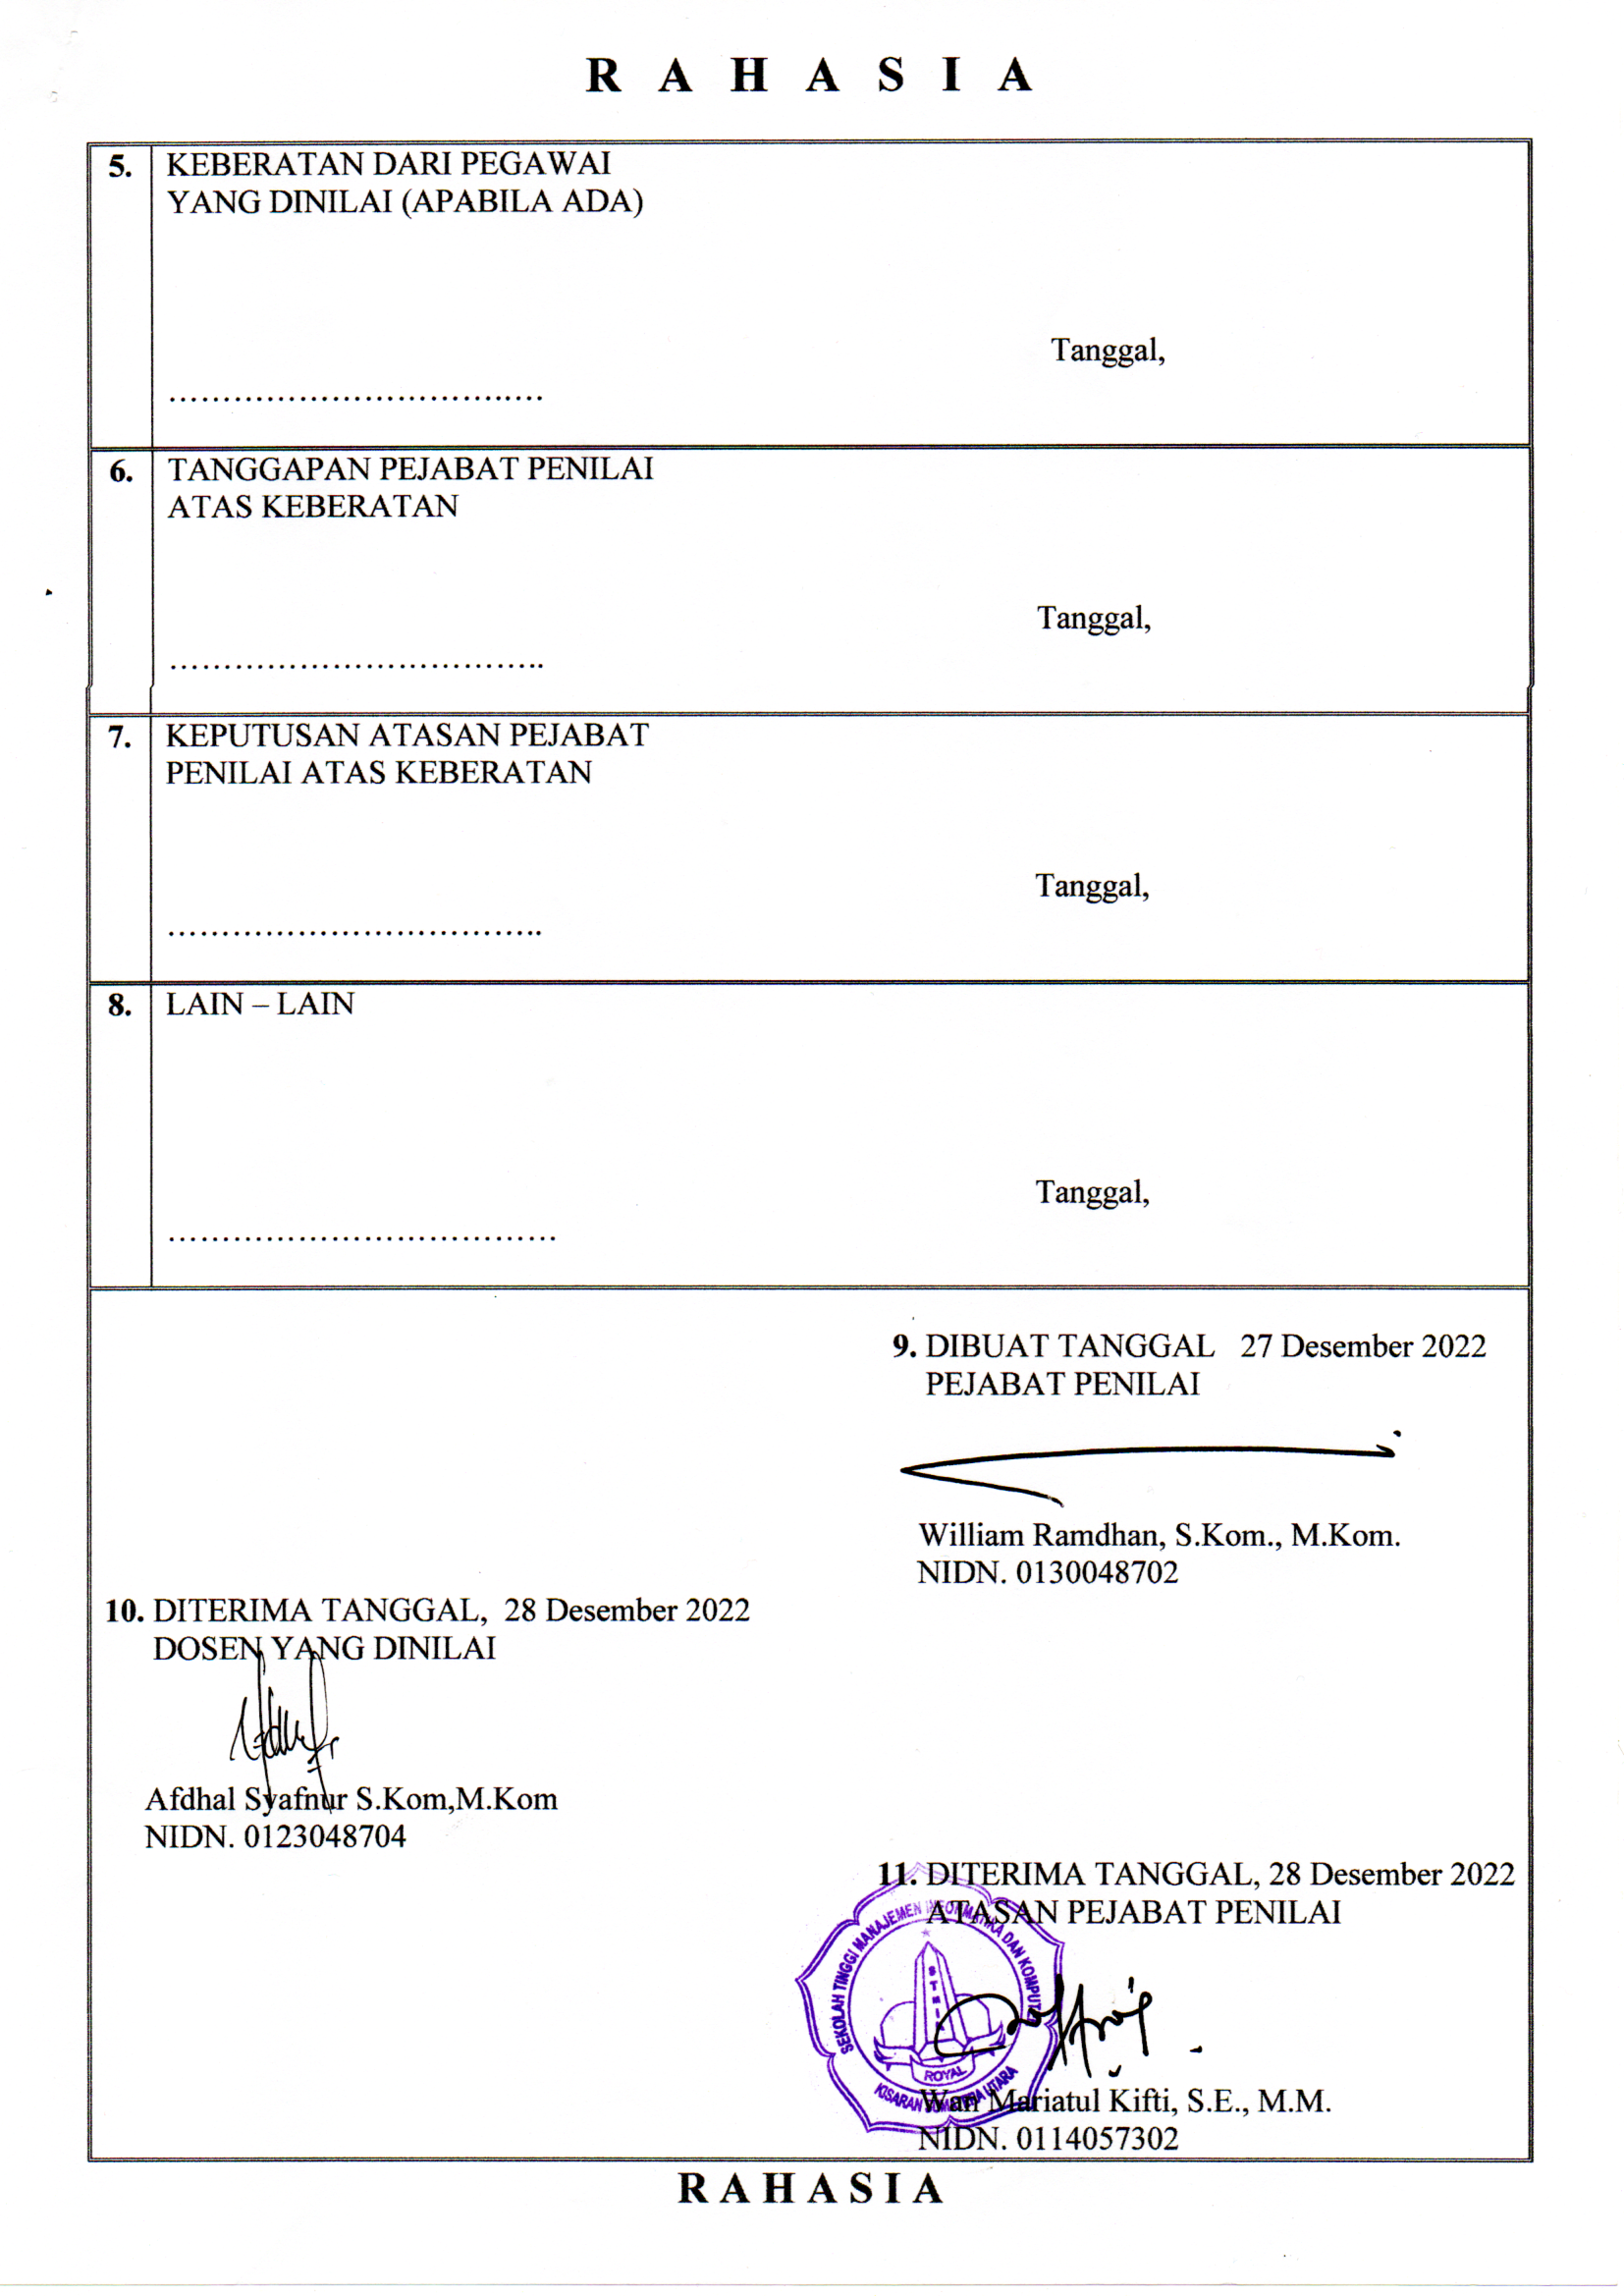 R A H A S I A
5. KEBERATAN DARI PEGAWAI
YANG DINILAI (APABILA ADA)
Tanggal,
........................................
6. TANGGAPAN PEJABAT PENILAI
ATAS KEBERATAN
Tanggal,
........................................
7. KEPUTUSAN ATASAN PEJABAT
PENILAI ATAS KEBERATAN
Tanggal,
........................................
8. LAIN – LAIN
Tanggal,
........................................
9. DIBUAT TANGGAL 27 Desember 2022
PEJABAT PENILAI
William Ramdhan, S.Kom., M.Kom.
NIDN. 0130048702
10. DITERIMA TANGGAL, 28 Desember 2022
DOSEN YANG DINILAI
Afdhal Syafnur S.Kom,M.Kom
NIDN. 0123048704
11. DITERIMA TANGGAL, 28 Desember 2022
ATASAN PEJABAT PENILAI
SEKOLAH TINGGI MANAJEMEN INFORMATIKA DAN KOMPUTER
STMIK
ROYAL
KISARAN SUMATERA UTARA
Wan Mariatul Kifti, S.E., M.M.
NIDN. 0114057302
R A H A S I A